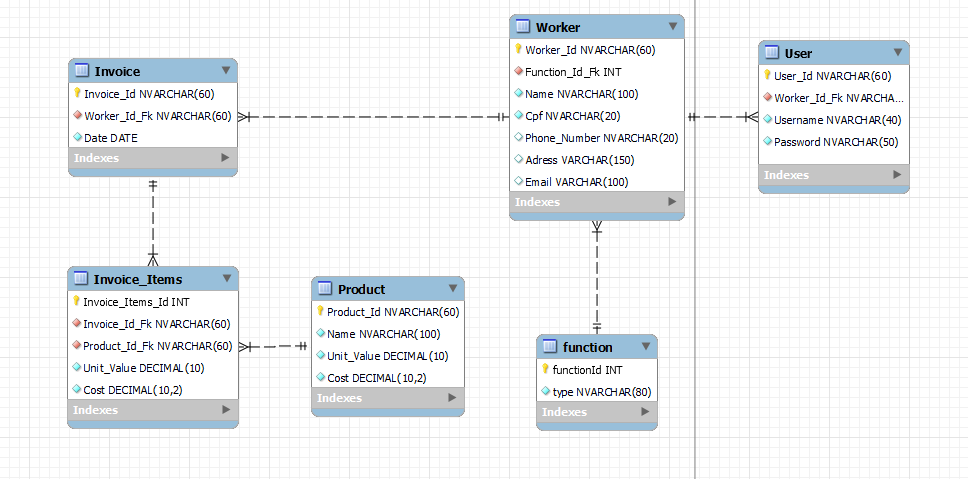 Invoice
Invoice_Id NVARCHAR(60)
Worker_Id_Fk NVARCHAR(60)
Date DATE
Indexes
Worker
Worker_Id NVARCHAR(60)
Function_Id_Fk INT
Name NVARCHAR(100)
Cpf NVARCHAR(20)
Phone_Number NVARCHAR(20)
Adress VARCHAR(150)
Email VARCHAR(100)
Indexes
User
User_Id NVARCHAR(60)
Worker_Id_Fk NVARCHA...
Username NVARCHAR(40)
Password NVARCHAR(50)
Indexes
Invoice_Items
Invoice_Items_Id INT
Invoice_Id_Fk NVARCHAR(60)
Product_Id_Fk NVARCHAR(60)
Unit_Value DECIMAL(10)
Cost DECIMAL(10,2)
Indexes
Product
Product_Id NVARCHAR(60)
Name NVARCHAR(100)
Unit_Value DECIMAL(10)
Cost DECIMAL(10,2)
Indexes
function
functionId INT
type NVARCHAR(80)
Indexes